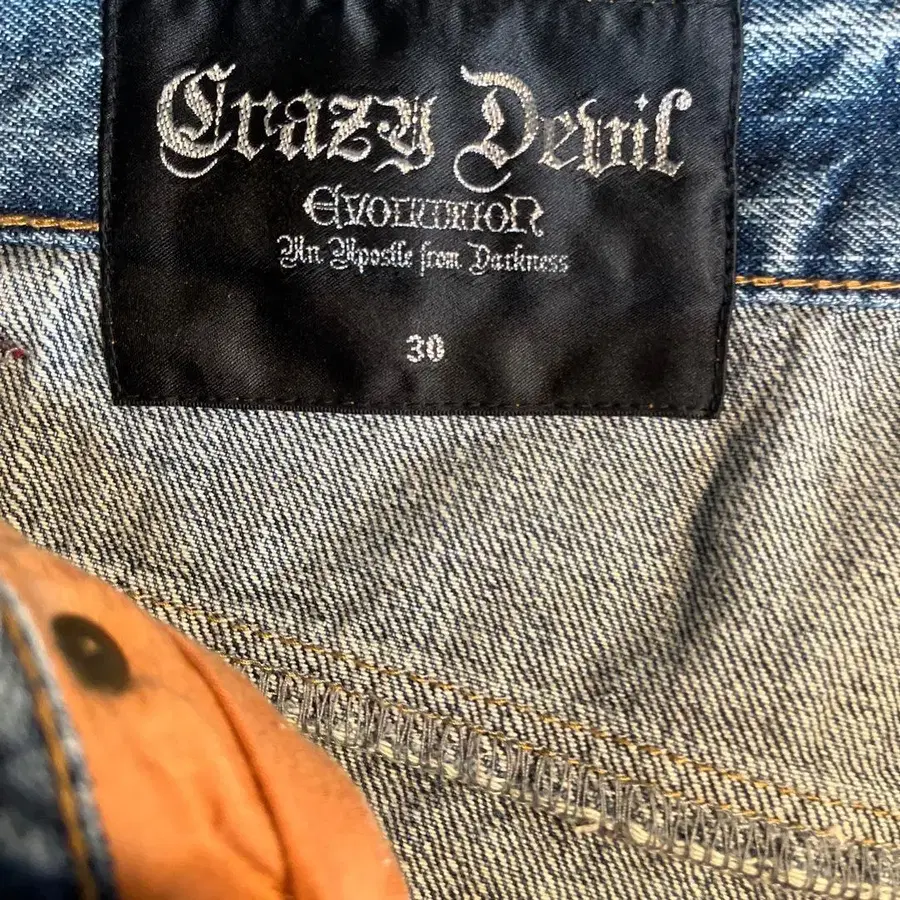 Crazy Devil
Evolution
An Apostle from Darkness
30